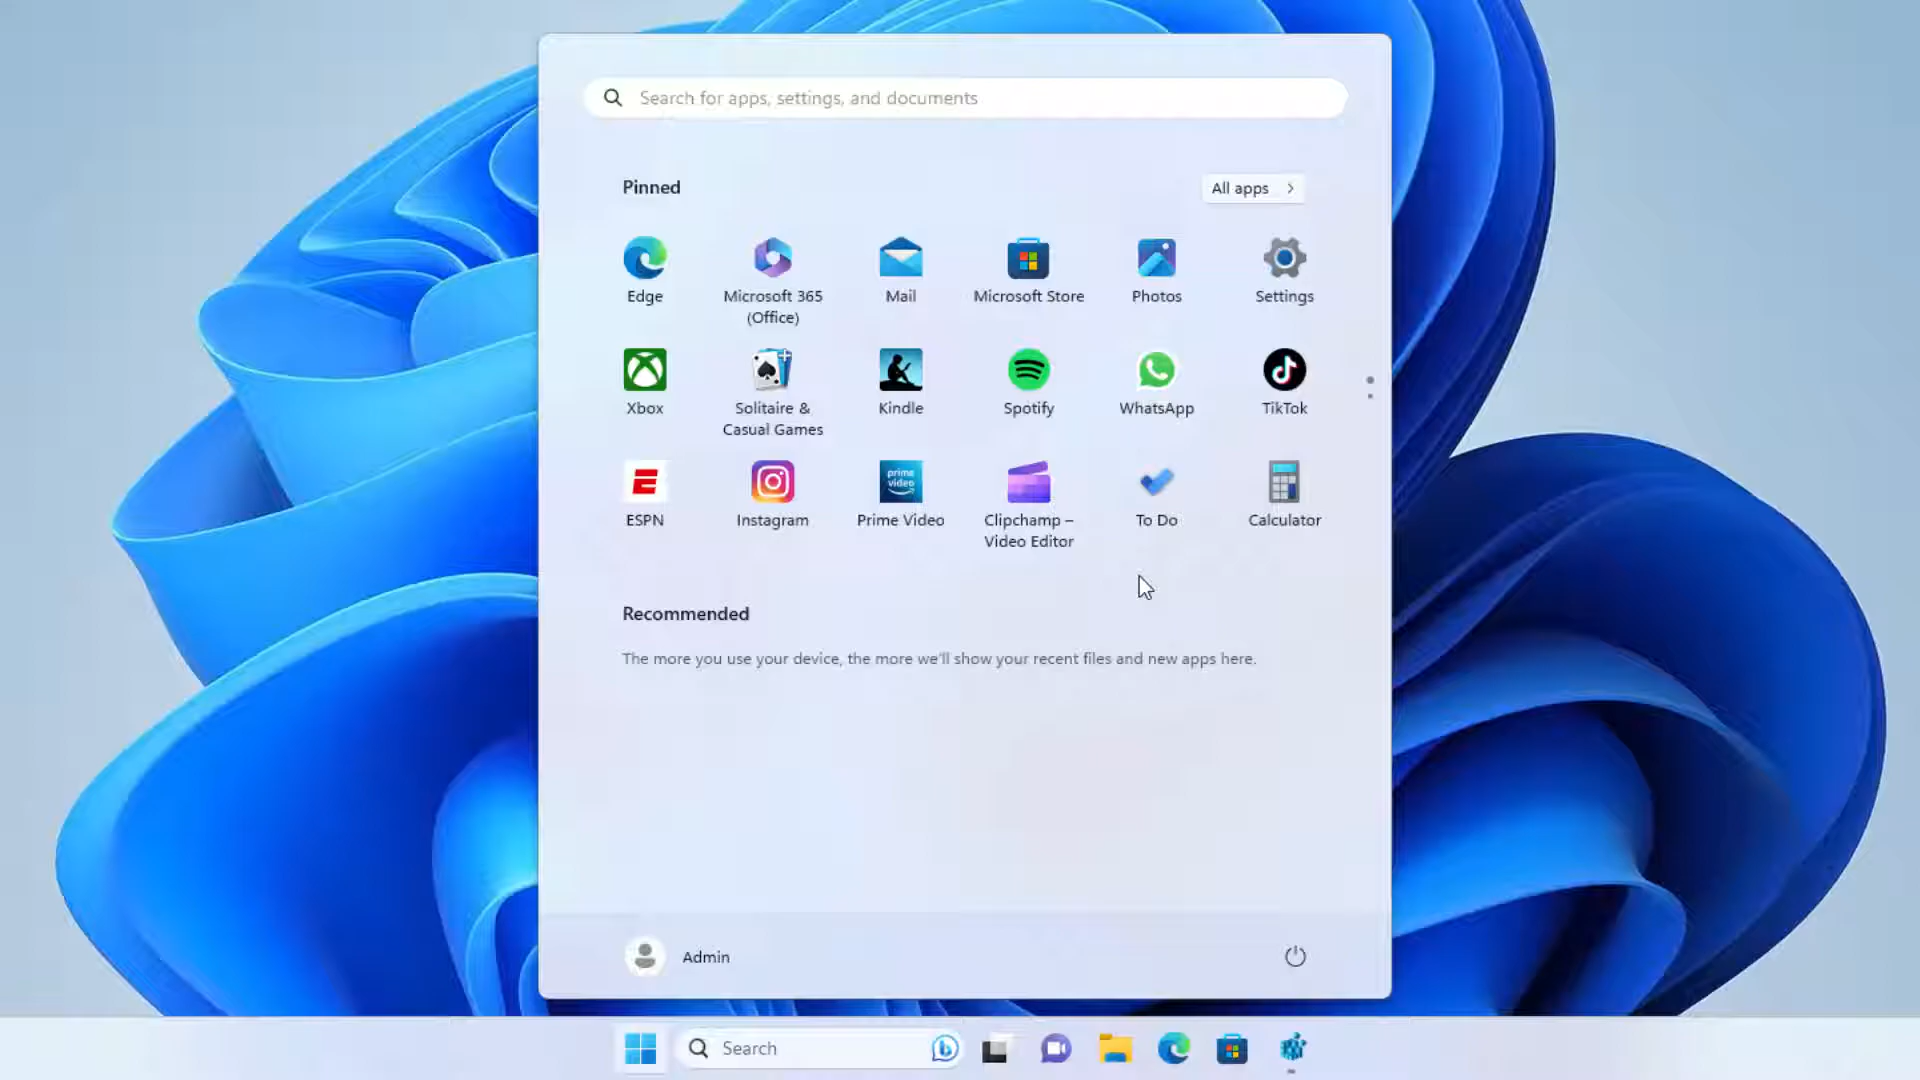 Search for apps, settings, and documents
Pinned
All apps
Edge
Microsoft 365
(Office)
Mail
Microsoft Store
Photos
Settings
Xbox
Solitaire &
Casual Games
Kindle
Spotify
WhatsApp
TikTok
prime
video
ESPN
Instagram
Prime Video
Clipchamp –
Video Editor
To Do
Calculator
Recommended
The more you use your device, the more we'll show your recent files and new apps here.
Admin
Search